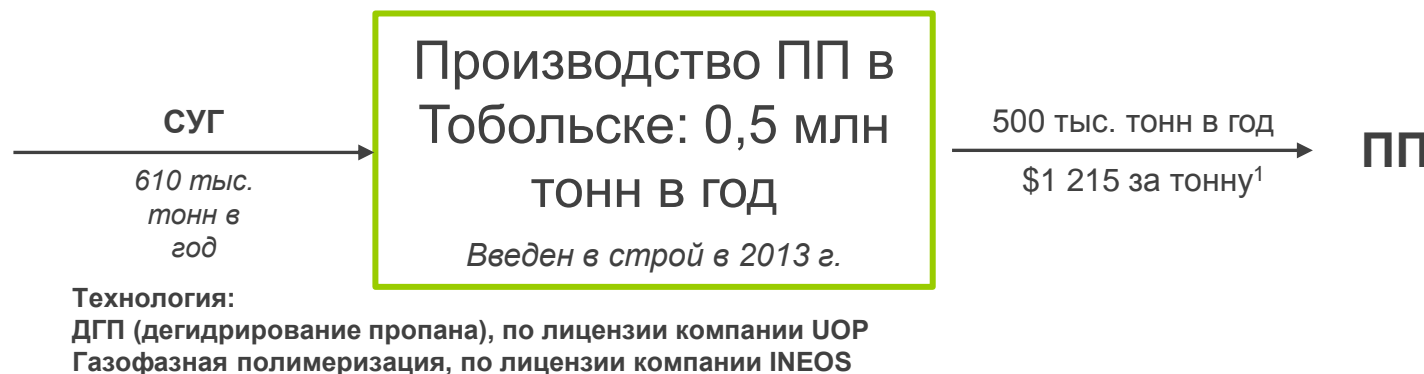 СУГ
610 тыс.
тонн в
год
Производство ПП в
Тобольске: 0,5 млн
тонн в год
Введен в строй в 2013 г.
500 тыс. тонн в год
$1 215 за тонну¹
ПП
Технология:
ДГП (дегидрирование пропана), по лицензии компании UOP
Газофазная полимеризация, по лицензии компании INEOS